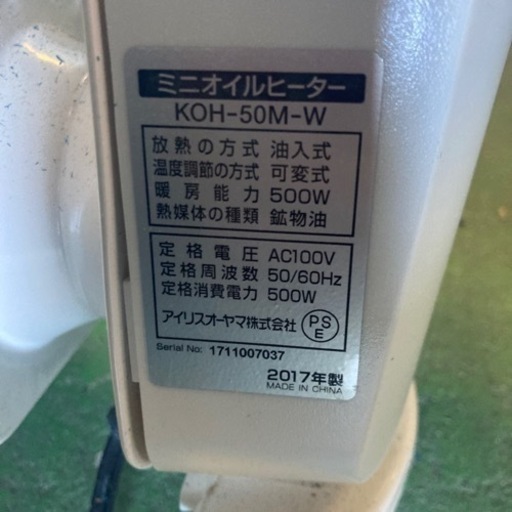 ミニオイルヒーター
KOH-50M-W
放熱の方式 油入式
温度調節の方式 可変式
暖房能力 500W
熱媒体の種類 鉱物油
定格電圧 AC100V
定格周波数 50/60Hz
定格消費電力 500W
アイリスオーヤマ株式会社 PSE
Serial No: 1711007037
2017年製
MADE IN CHINA